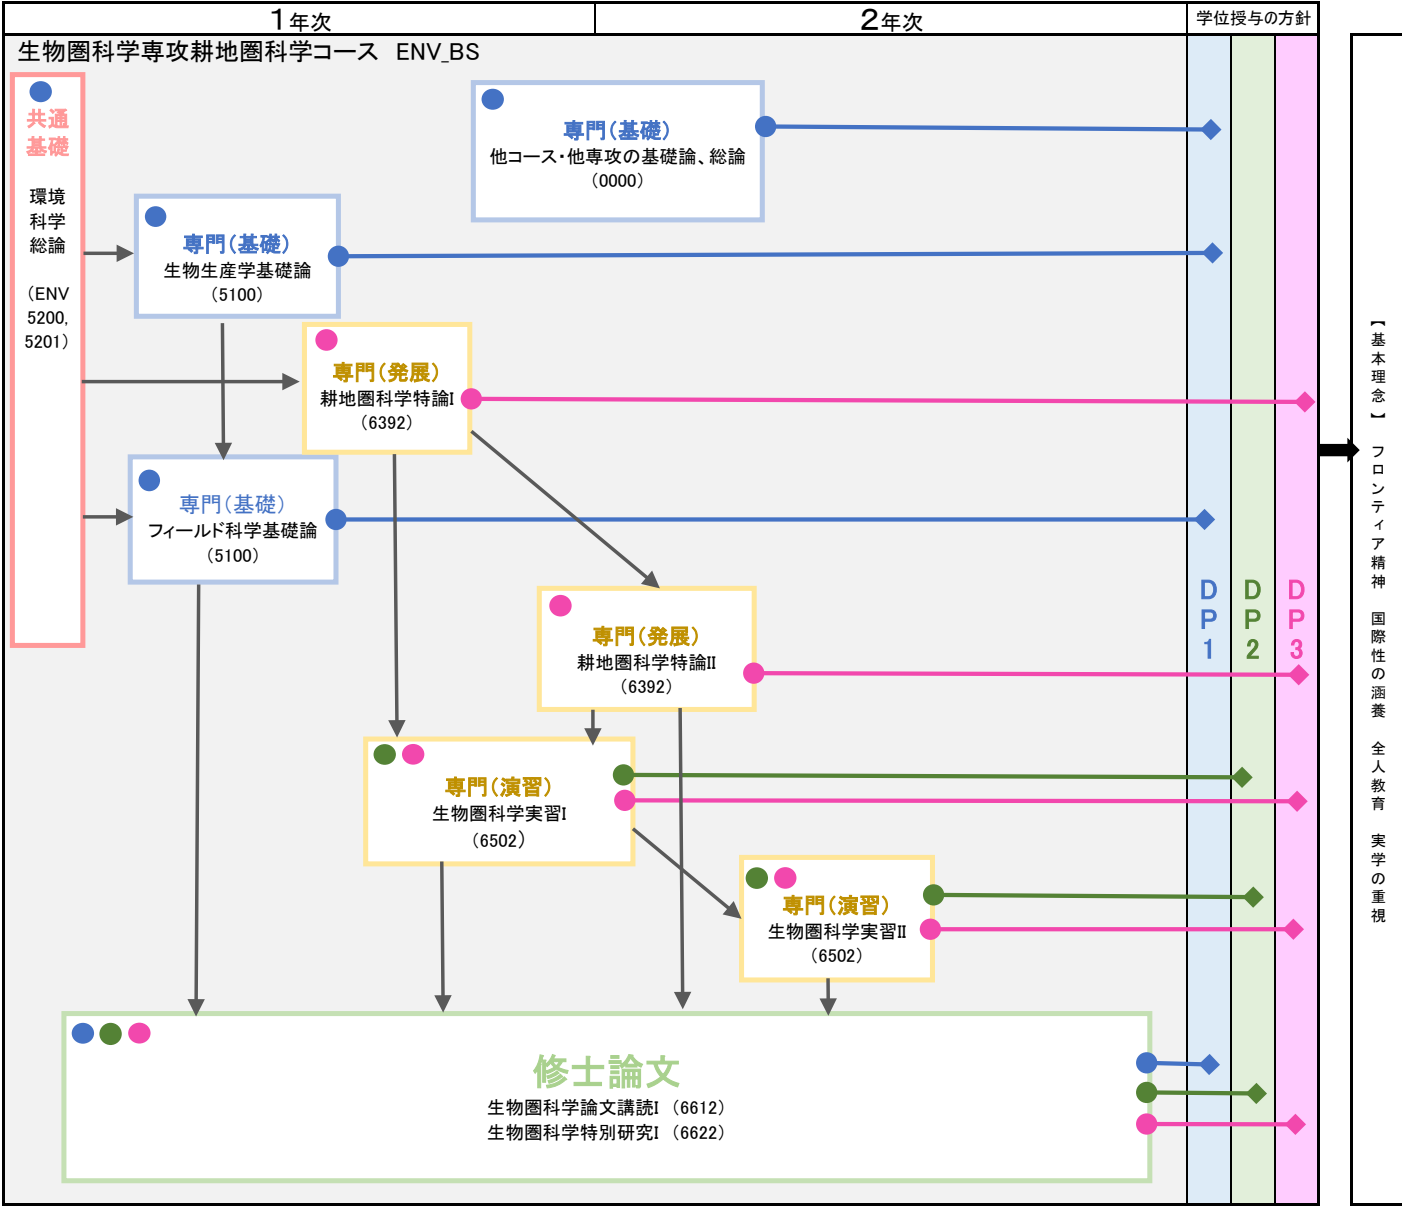 1年次
2年次
学位授与の方針
生物圏科学専攻耕地圏科学コース ENV_BS
共通
基礎
環境
科学
総論
（ENV
5200,
5201）
専門（基礎）
他コース・他専攻の基礎論、総論
（0000）
専門（基礎）
生物生産学基礎論
（5100）
専門（発展）
耕地圏科学特論I
（6392）
専門（基礎）
フィールド科学基礎論
（5100）
専門（発展）
耕地圏科学特論II
（6392）
専門（演習）
生物圏科学実習I
（6502）
専門（演習）
生物圏科学実習II
（6502）
修士論文
生物圏科学論文講読I （6612）
生物圏科学特別研究I （6622）
DP1
DP2
DP3
【基本理念】 フロンティア精神 国際性の涵養 全人教育 実学の重視